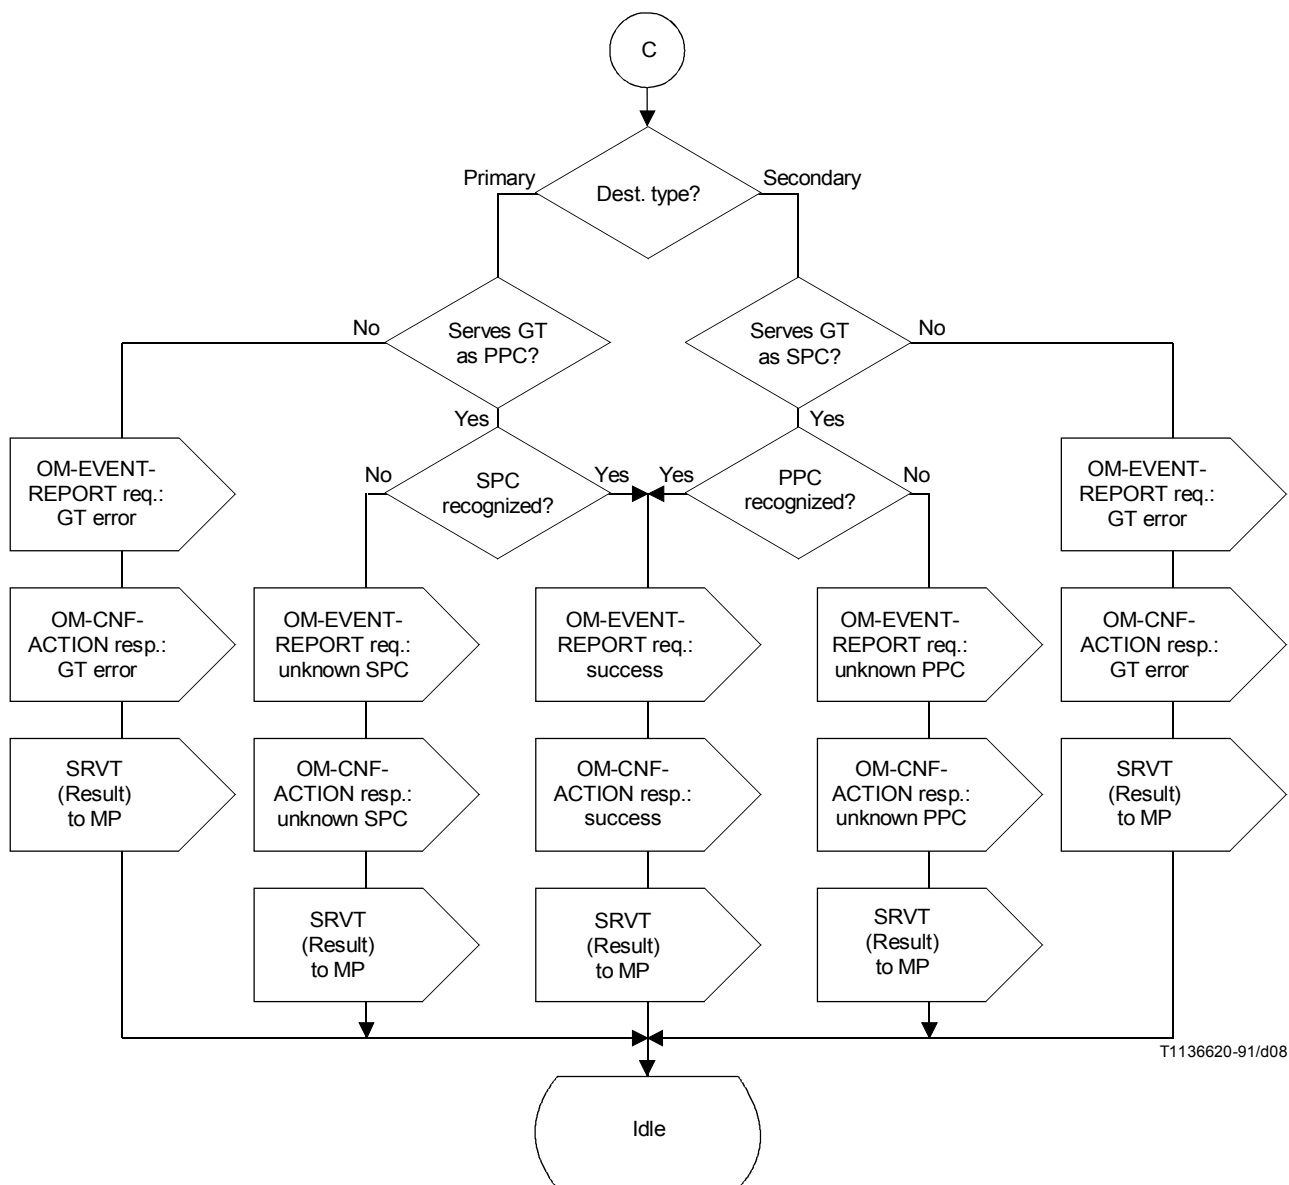 C
Primary
Secondary
Dest. type?
No
Serves GT
as PPC?
Serves GT
as SPC?
No
Yes
Yes
No
SPC
recognized?
Yes
Yes
PPC
recognized?
No
OM-EVENT-
REPORT req.:
GT error
OM-EVENT-
REPORT req.:
GT error
OM-CNF-
ACTION resp.:
GT error
OM-EVENT-
REPORT req.:
unknown SPC
OM-EVENT-
REPORT req.:
success
OM-EVENT-
REPORT req.:
unknown PPC
OM-CNF-
ACTION resp.:
GT error
SRVT
(Result)
to MP
OM-CNF-
ACTION resp.:
unknown SPC
OM-CNF-
ACTION resp.:
success
OM-CNF-
ACTION resp.:
unknown PPC
SRVT
(Result)
to MP
SRVT
(Result)
to MP
SRVT
(Result)
to MP
SRVT
(Result)
to MP
T1136620-91/d08
Idle